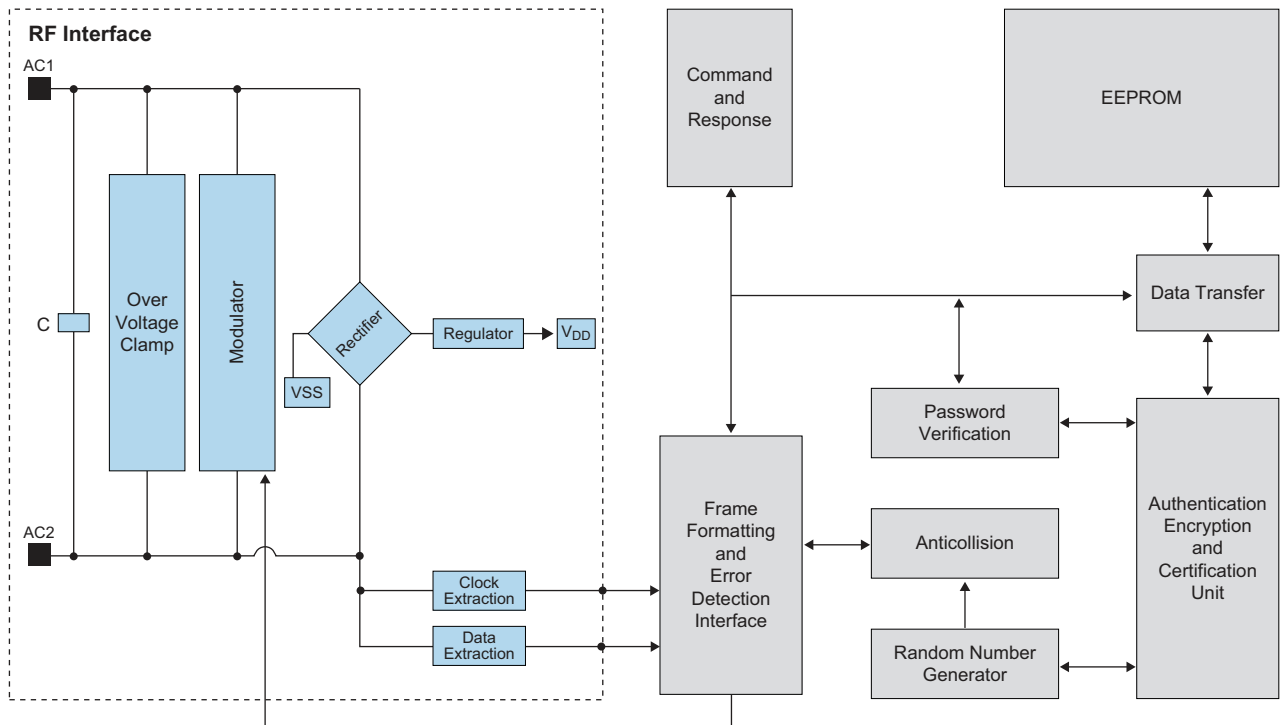 RF Interface
AC1
C
Over
Voltage
Clamp
Modulator
Rectifier
VSS
Regulator
VDD
AC2
Clock
Extraction
Data
Extraction
Command
and
Response
EEPROM
Data Transfer
Password
Verification
Frame
Formatting
and
Error
Detection
Interface
Anticollision
Random Number
Generator
Authentication
Encryption
and
Certification
Unit